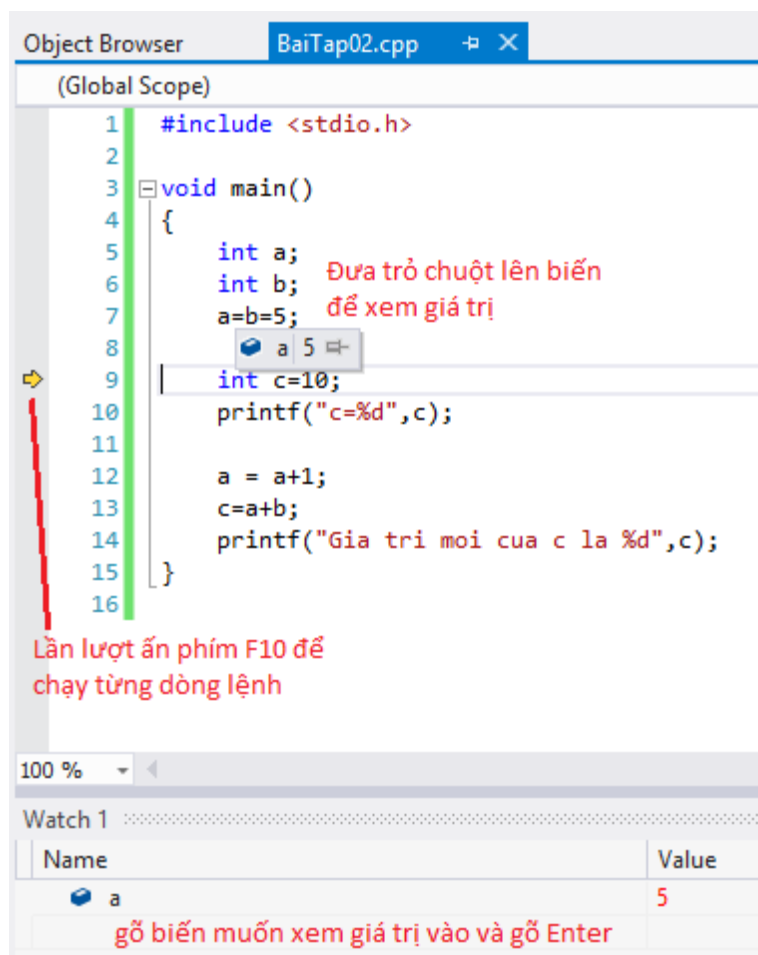 Object Browser BaiTap02.cpp
(Global Scope)
1 #include <stdio.h>
2
3 void main()
4 {
5 int a;
6 int b;
7 a=b=5;
Đưa trỏ chuột lên biến
để xem giá trị
8
a 5
9 int c=10;
10 printf("c=%d",c);
11
12 a = a+1;
13 c=a+b;
14 printf("Gia tri moi cua c la %d",c);
15 }
16
Lần lượt ấn phím F10 để
chạy từng dòng lệnh
100 %
Watch 1
Name Value
a 5
gõ biến muốn xem giá trị vào và gõ Enter